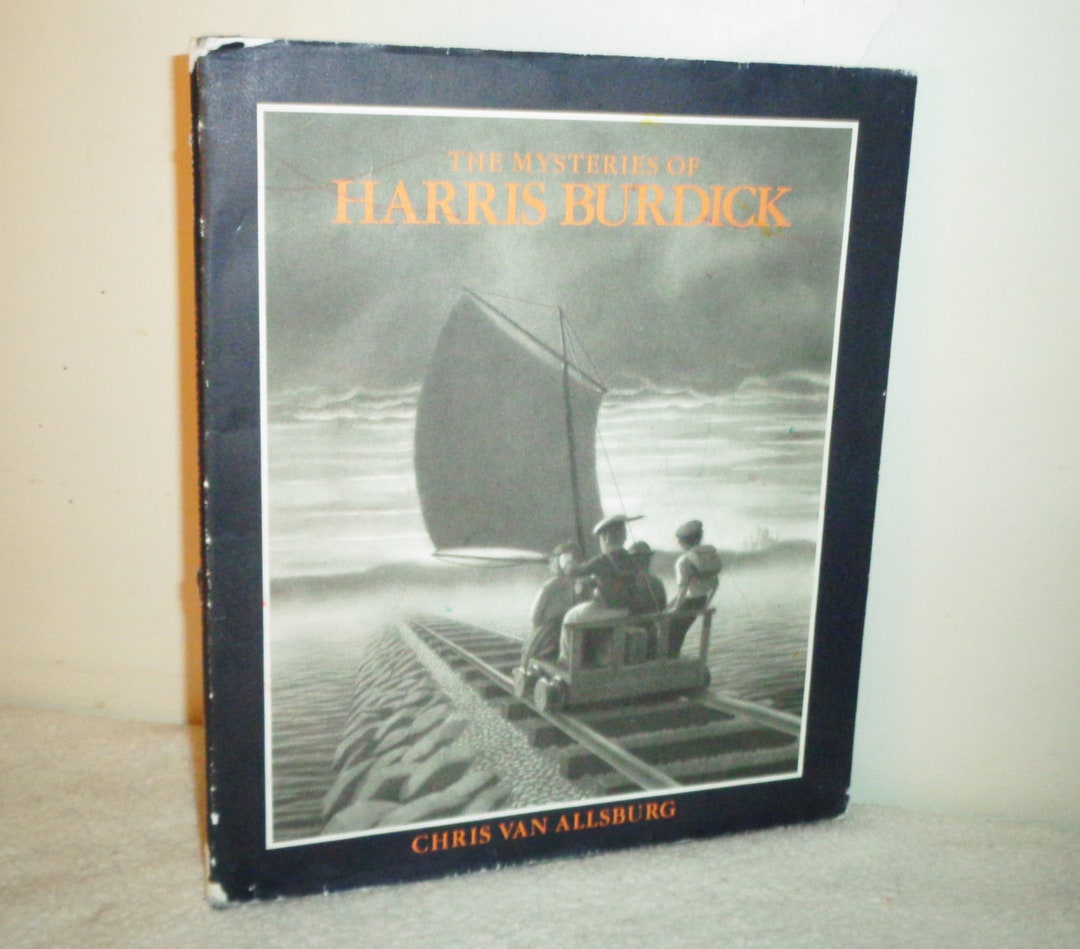 THE MYSTERIES OF
HARRIS BURDICK
CHRIS VAN ALLSBURG